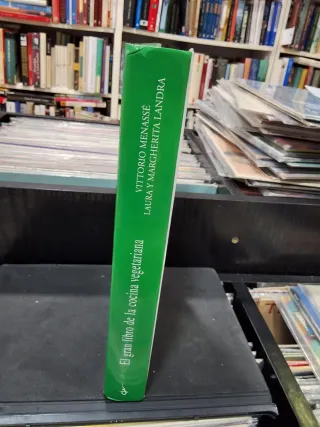 VITTORIO MENASSÉ
LAURA Y MARGHERITA LANDRA
El gran libro de la cocina vegetariana